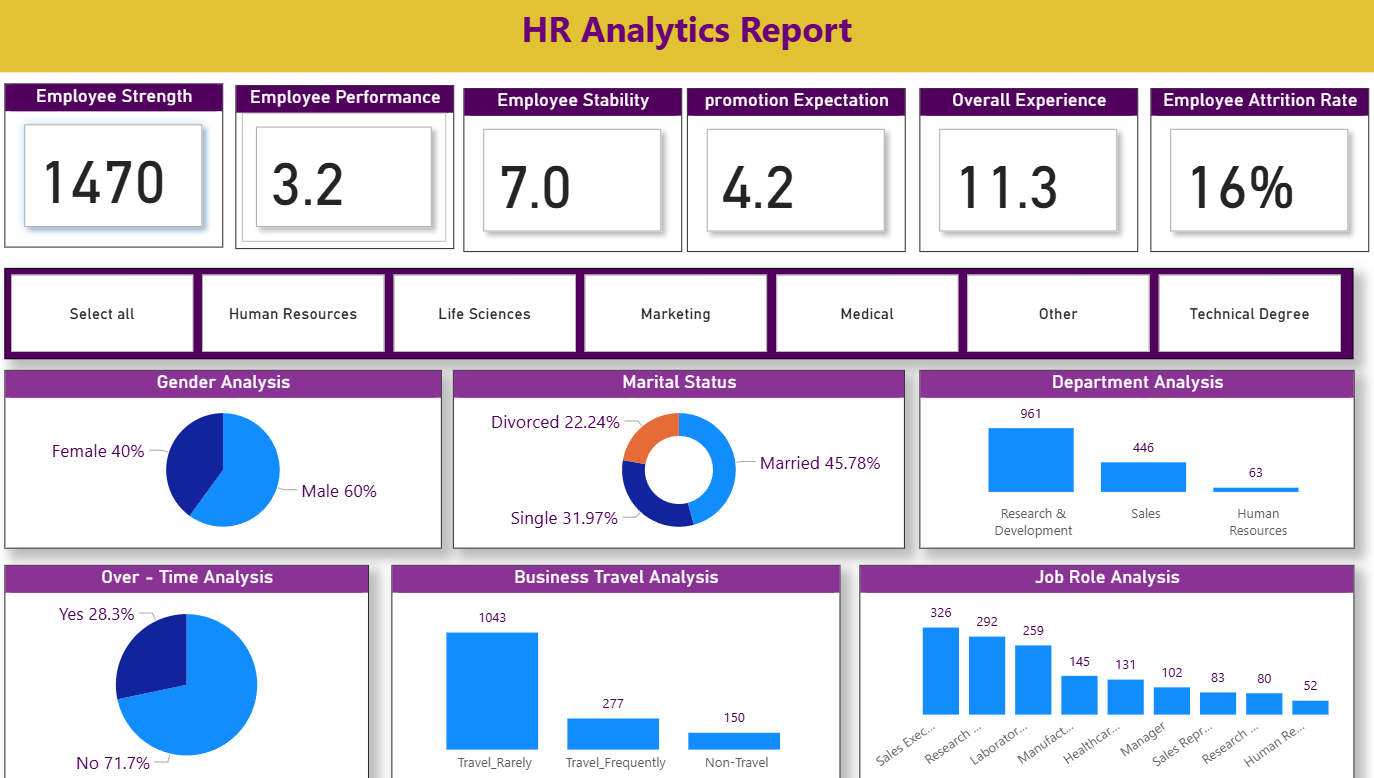 HR Analytics Report
Employee Strength
1470
Employee Performance
3.2
Employee Stability
7.0
promotion Expectation
4.2
Overall Experience
11.3
Employee Attrition Rate
16%
Select all
Human Resources
Life Sciences
Marketing
Medical
Other
Technical Degree
Gender Analysis
Female 40%
Male 60%
Marital Status
Divorced 22.24%
Married 45.78%
Single 31.97%
Department Analysis
961
446
63
Research &
Development
Sales
Human
Resources
Over - Time Analysis
Yes 28.3%
No 71.7%
Business Travel Analysis
1043
277
150
Travel_Rarely
Travel_Frequently
Non-Travel
Job Role Analysis
326
292
259
145
131
102
83
80
52
Sales Exec...
Research ...
Laborator...
Manufact...
Healthcar...
Manager
Sales Repr...
Research ...
Human Re...